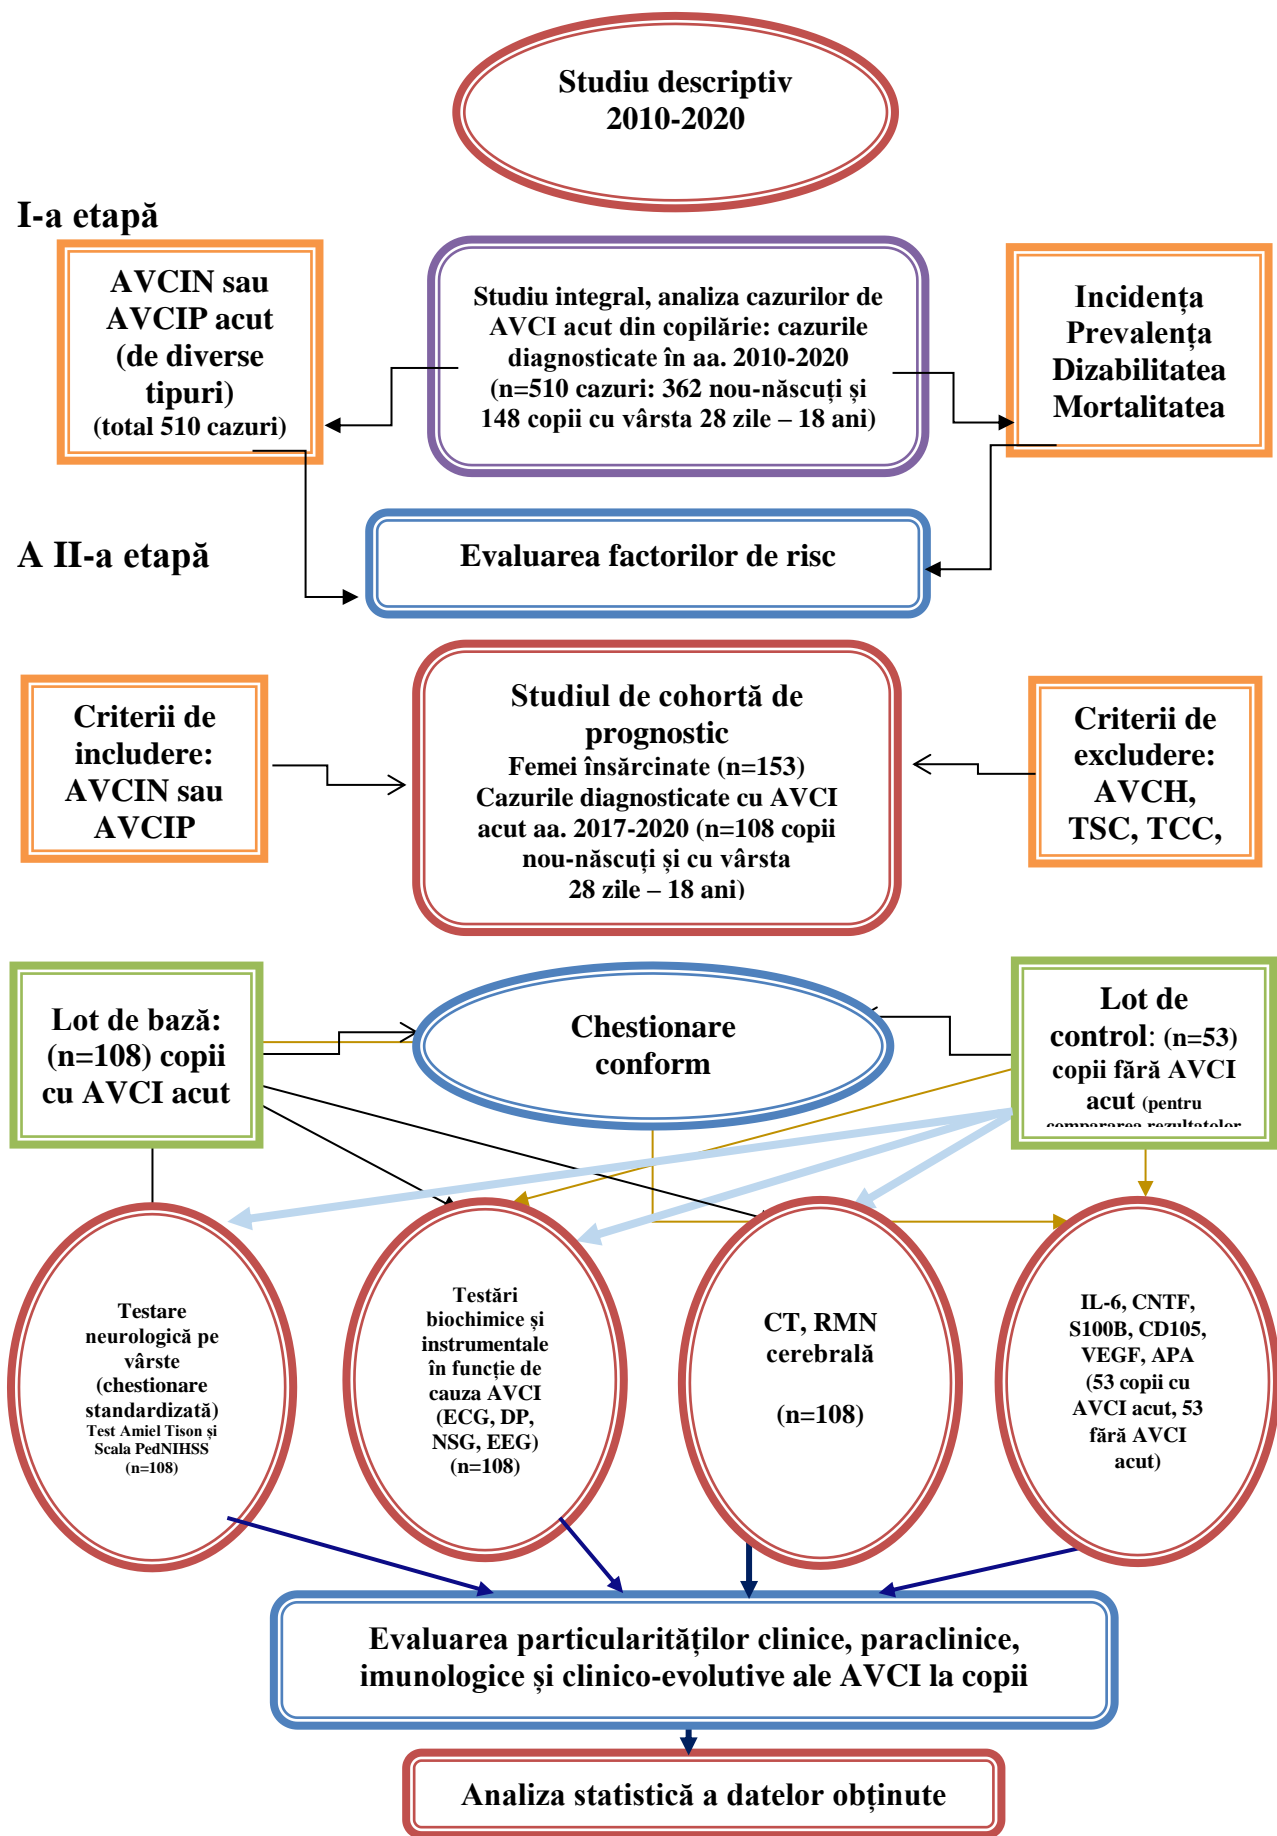 Studiu descriptiv
2010-2020
I-a etapă
AVCIN sau
AVCIP acut
(de diverse
tipuri)
(total 510 cazuri)
Studiu integral, analiza cazurilor de
AVCI acut din copilărie: cazurile
diagnosticate în aa. 2010-2020
(n=510 cazuri: 362 nou-născuți și
148 copii cu vârsta 28 zile – 18 ani)
Incidența
Prevalența
Dizabilitatea
Mortalitatea
A II-a etapă
Evaluarea factorilor de risc
Criterii de
includere:
AVCIN sau
AVCIP
Studiul de cohortă de
prognostic
Femei însărcinate (n=153)
Cazurile diagnosticate cu AVCI
acut aa. 2017-2020 (n=108 copii
nou-născuți și cu vârsta
28 zile – 18 ani)
Criterii de
excludere:
AVCH,
TSC, TCC,
Lot de bază:
(n=108) copii
cu AVCI acut
Chestionare
conform
Lot de
control: (n=53)
copii fără AVCI
acut (pentru
compararea rezultatelor
Testare
neurologică pe
vârste
(chestionare
standardizată)
Test Amiel Tison și
Scala PedNIHSS
(n=108)
Testări
biochimice și
instrumentale
în funcție de
cauza AVCI
(ECG, DP,
NSG, EEG)
(n=108)
CT, RMN
cerebrală
(n=108)
IL-6, CNTF,
S100B, CD105,
VEGF, APA
(53 copii cu
AVCI acut, 53
fără AVCI
acut)
Evaluarea particularităților clinice, paraclinice,
imunologice și clinico-evolutive ale AVCI la copii
Analiza statistică a datelor obținute